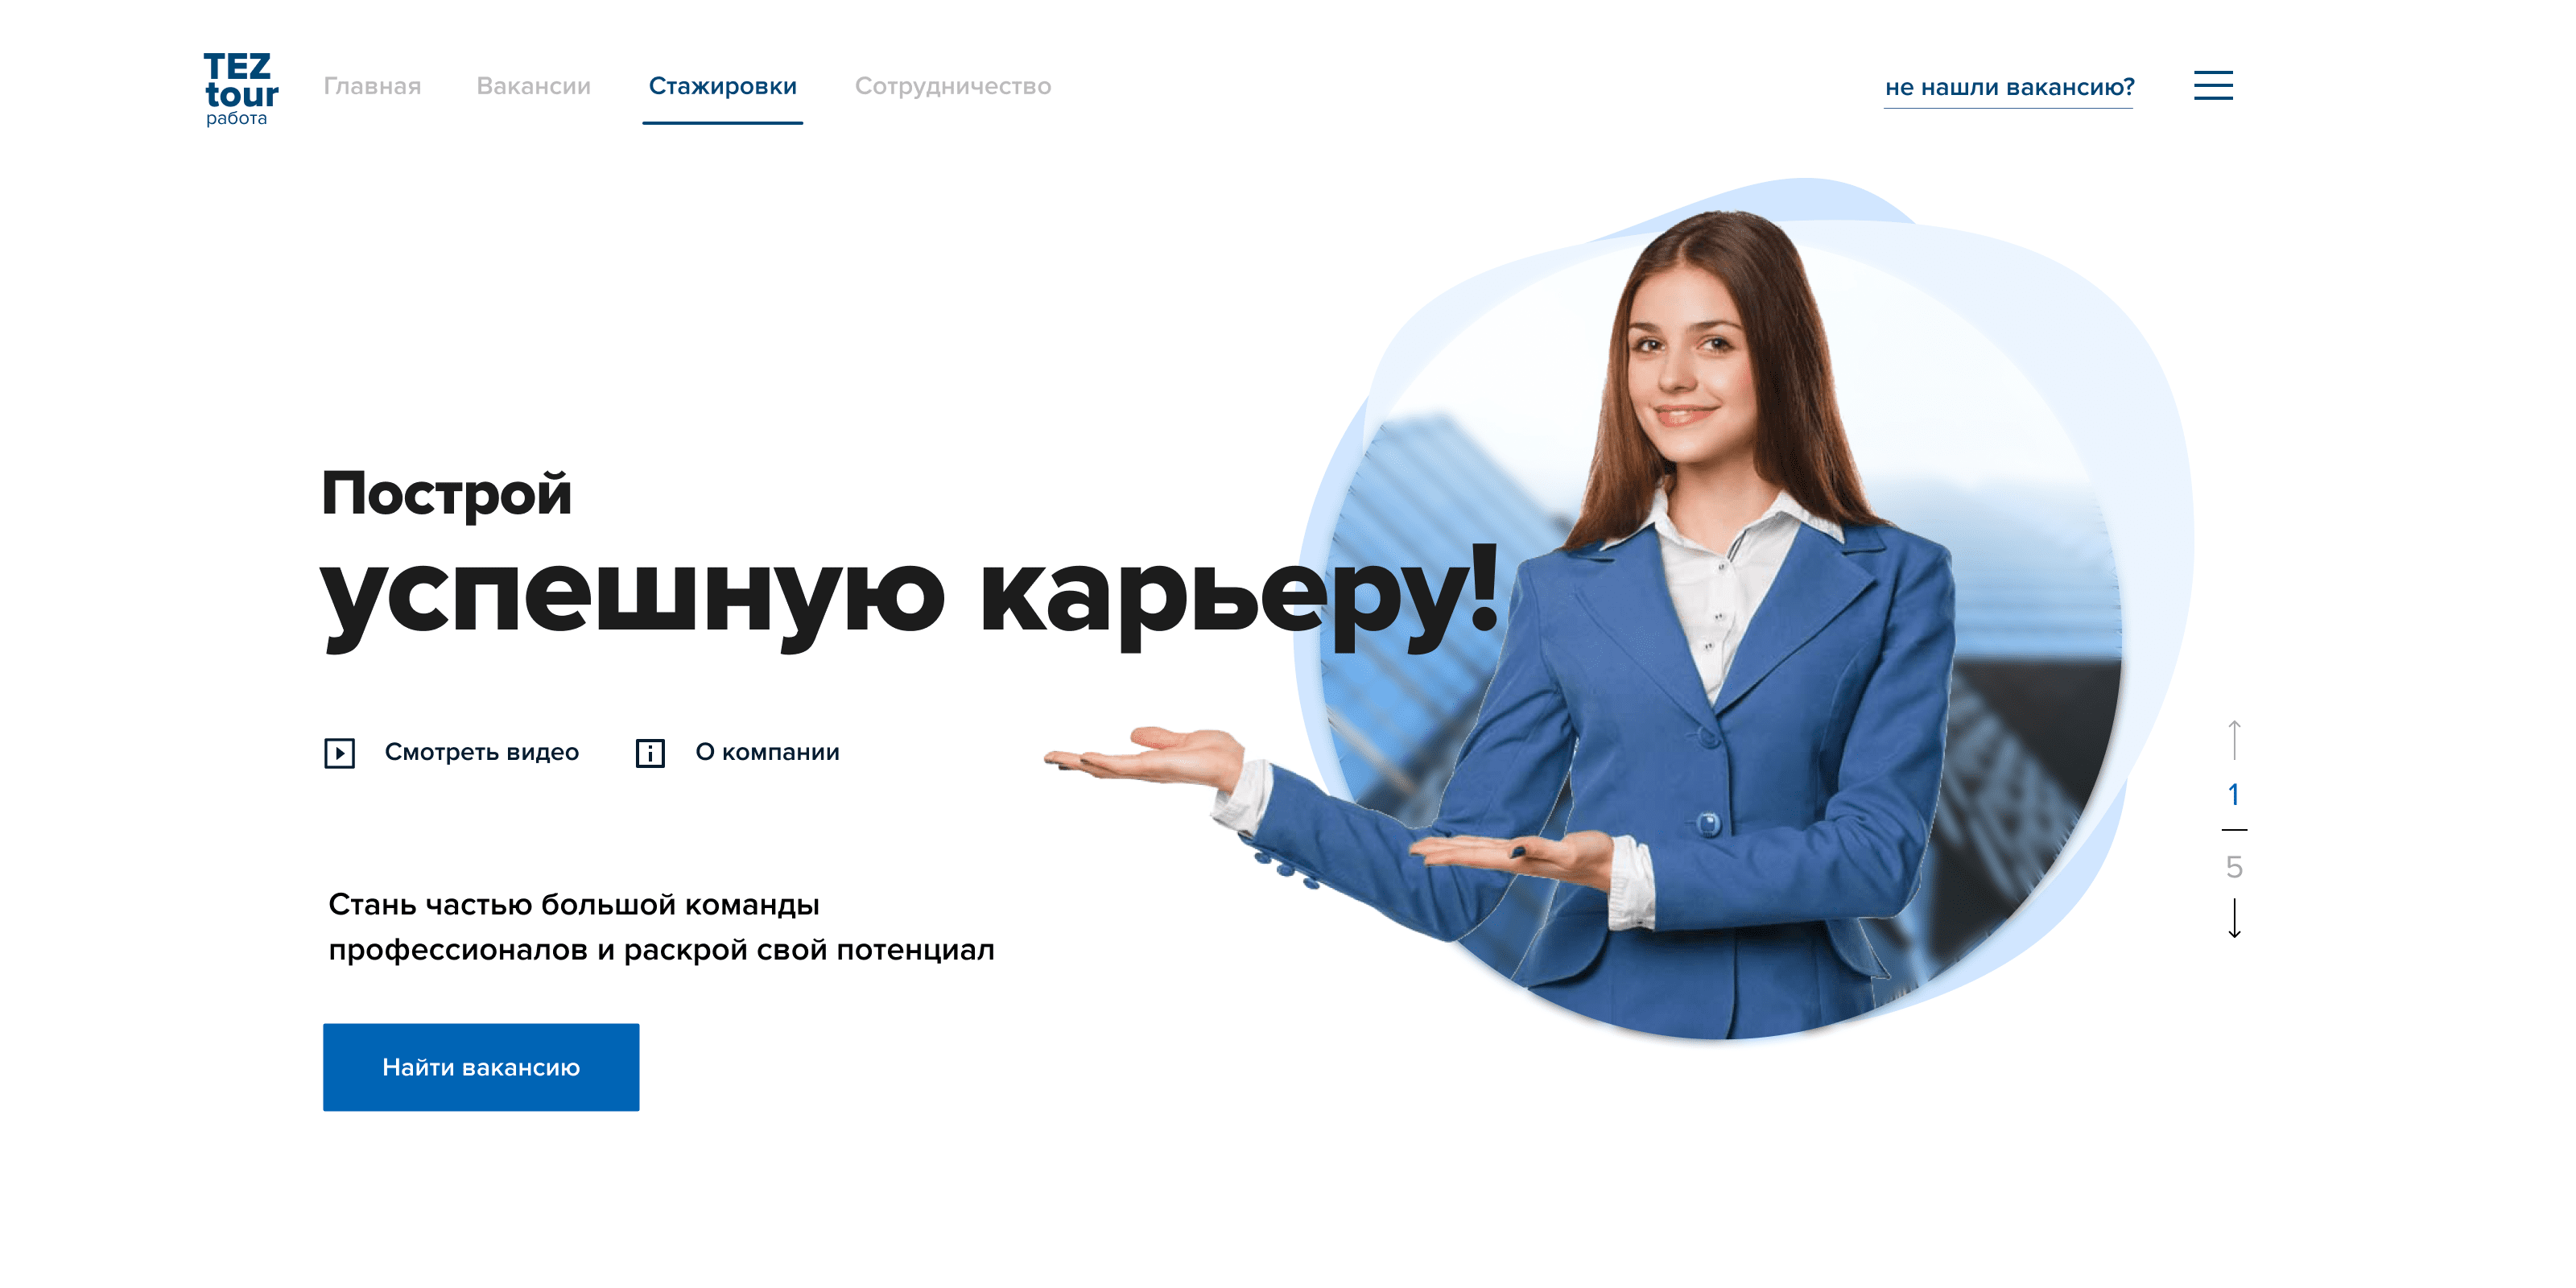 TEZ
tour
работа
Главная
Вакансии
Стажировки
Сотрудничество
не нашли вакансию?
Построй
успешную карьеру!
Смотреть видео
О компании
Стань частью большой команды
профессионалов и раскрой свой потенциал
Найти вакансию
1
5